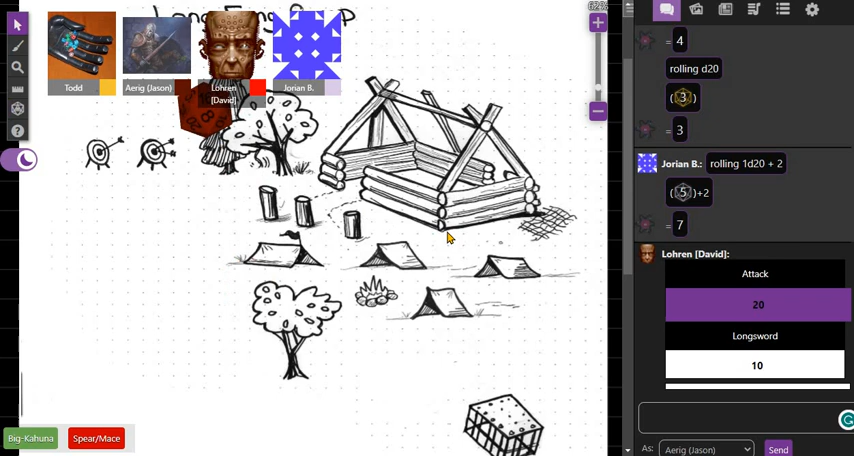 62%
Todd
Aerig (Jason)
Lohren
[David]
Jorian B.
= 4
rolling d20
( 3 )
= 3
Jorian B.: rolling 1d20 + 2
( 5 )+2
= 7
Lohren [David]:
Attack
20
Longsword
10
As: Aerig (Jason)
Send
Big-Kahuna
Spear/Mace